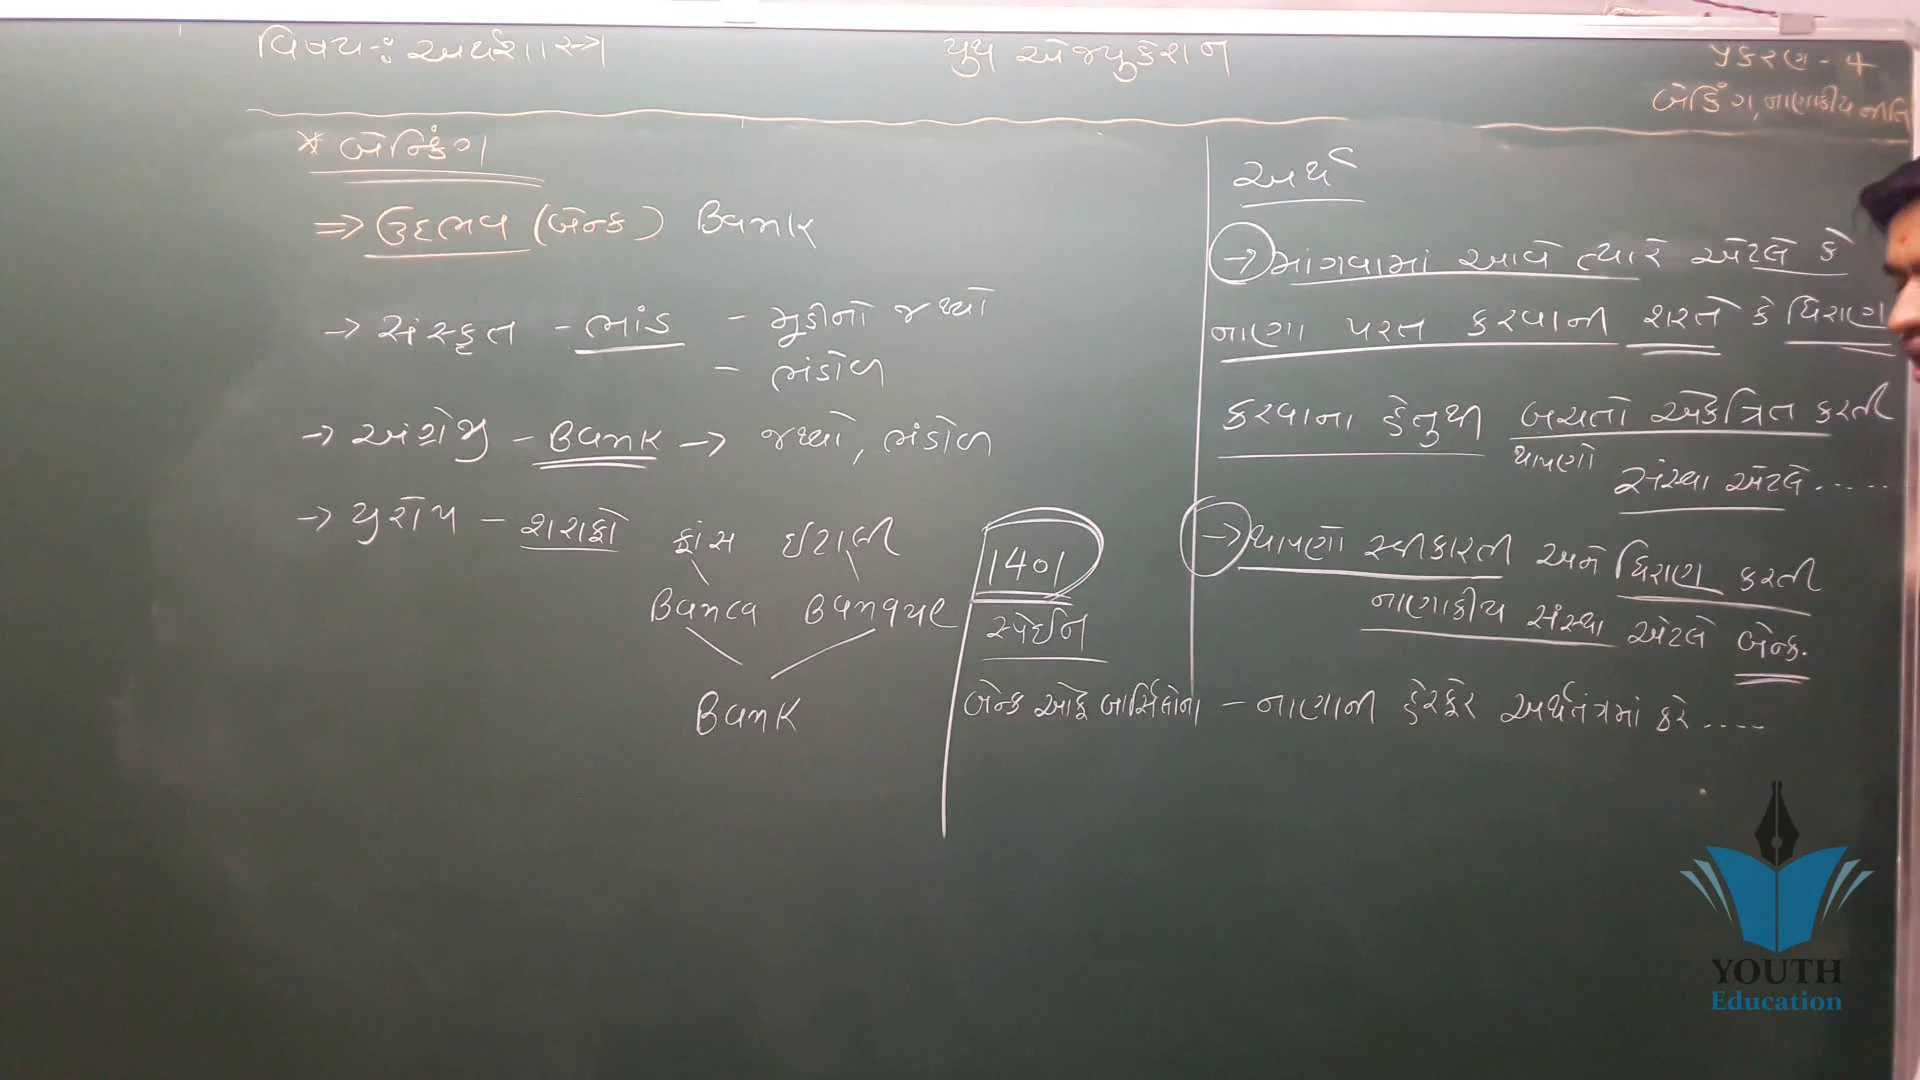 વિષય :- અર્થશાસ્ત્ર
યુથ એજ્યુકેશન
પ્રકરણ - 4
બેંકિંગ, નાણાકીય નીતિ
* બેન્કિંગ
⇒ ઉદ્દભવ (બેન્ક) Bank
→ સંસ્કૃત - ભાંડ - મૂડીનો જથ્થો
- ભંડોળ
→ અંગ્રેજી - Bank → જથ્થો, ભંડોળ
→ યુરોપ - શરાફો ફ્રાંસ ઈટાલી
Banca Banque
Bank
1401
સ્પેઈન
બેન્ક ઓફ બાર્સિલોના - નાણાની હેરફેર અર્થતંત્રમાં કરે ....
અર્થ
→ માંગવામાં આવે ત્યારે એટલે કે
નાણા પરત કરવાની શરતે કે ધિરાણ
કરવાના હેતુથી બચતો એકત્રિત કરતી
થાપણો
સંસ્થા એટલે .....
→ થાપણો સ્વીકારતી અને ધિરાણ કરતી
નાણાકીય સંસ્થા એટલે બેન્ક.
YOUTH
Education